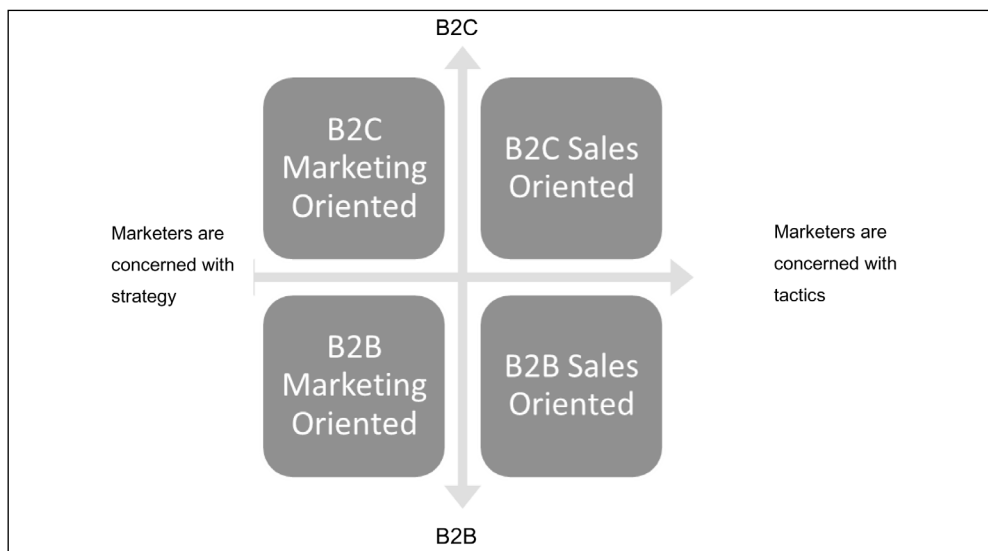 B2C
B2C
Marketing
Oriented
B2C Sales
Oriented
Marketers are
concerned with
strategy
Marketers are
concerned with
tactics
B2B
Marketing
Oriented
B2B Sales
Oriented
B2B